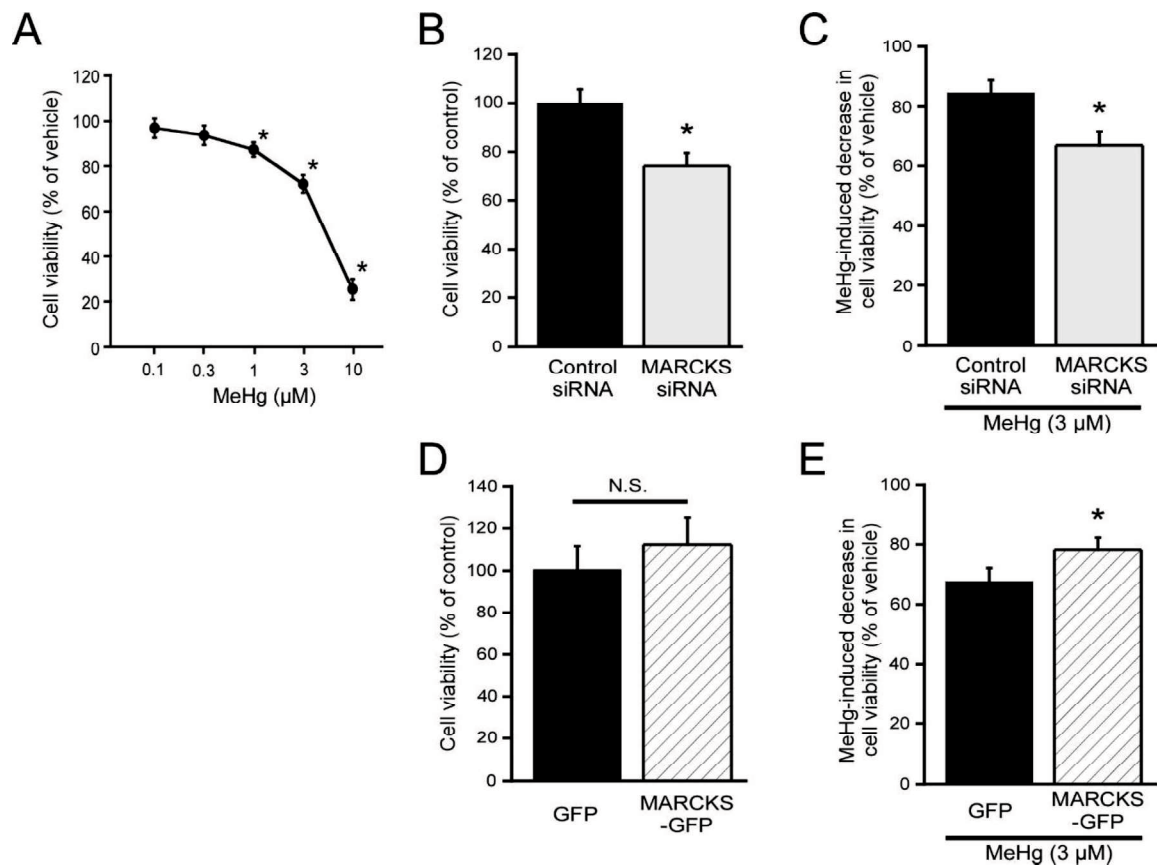 A
Cell viability (% of vehicle)
120
100
80
60
40
20
0
*
*
*
0.1 0.3 1 3 10
MeHg (µM)
B
Cell viability (% of control)
120
100
80
60
40
20
0
*
Control siRNA
MARCKS siRNA
C
MeHg-induced decrease in
cell viability (% of vehicle)
100
80
60
40
20
0
*
Control siRNA
MARCKS siRNA
MeHg (3 µM)
D
Cell viability (% of control)
140
120
100
80
60
40
20
0
N.S.
GFP
MARCKS
-GFP
E
MeHg-induced decrease in
cell viability (% of vehicle)
100
80
60
40
20
0
*
GFP
MARCKS
-GFP
MeHg (3 µM)